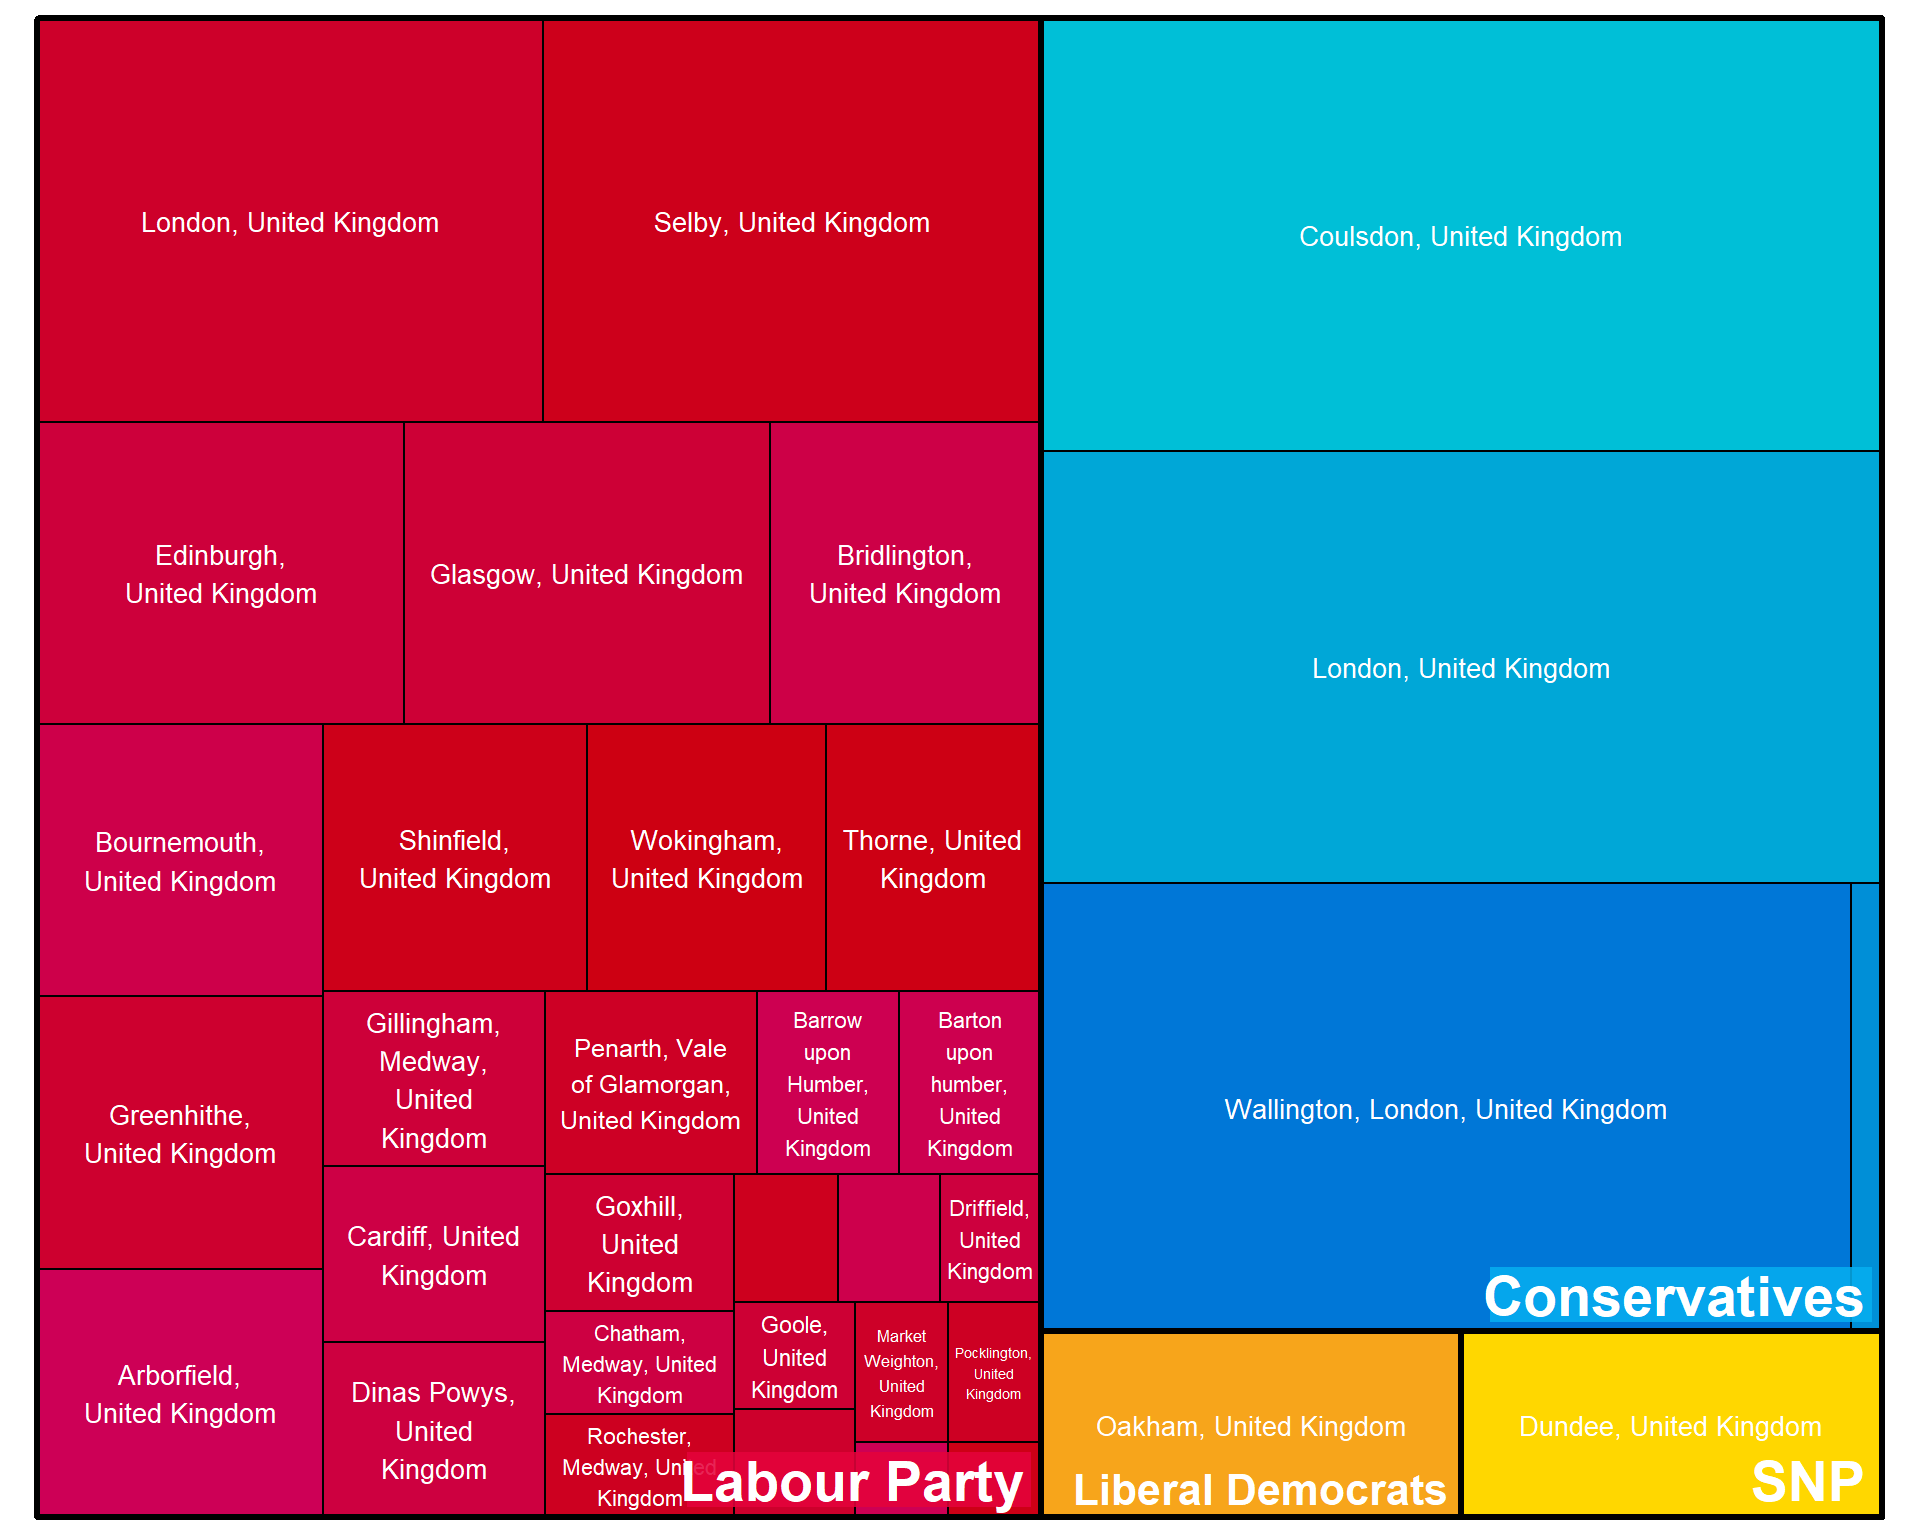 London, United Kingdom
Selby, United Kingdom
Edinburgh,
United Kingdom
Glasgow, United Kingdom
Bridlington,
United Kingdom
Bournemouth,
United Kingdom
Shinfield,
United Kingdom
Wokingham,
United Kingdom
Thorne, United
Kingdom
Greenhithe,
United Kingdom
Arborfield,
United Kingdom
Gillingham,
Medway,
United
Kingdom
Cardiff, United
Kingdom
Dinas Powys,
United
Kingdom
Penarth, Vale
of Glamorgan,
United Kingdom
Barrow
upon
Humber,
United
Kingdom
Barton
upon
humber,
United
Kingdom
Goxhill,
United
Kingdom
Driffield,
United
Kingdom
Chatham,
Medway, United
Kingdom
Goole,
United
Kingdom
Market
Weighton,
United
Kingdom
Pocklington,
United
Kingdom
Rochester,
Medway, United
Kingdom
Labour Party
Coulsdon, United Kingdom
London, United Kingdom
Wallington, London, United Kingdom
Conservatives
Oakham, United Kingdom
Liberal Democrats
Dundee, United Kingdom
SNP